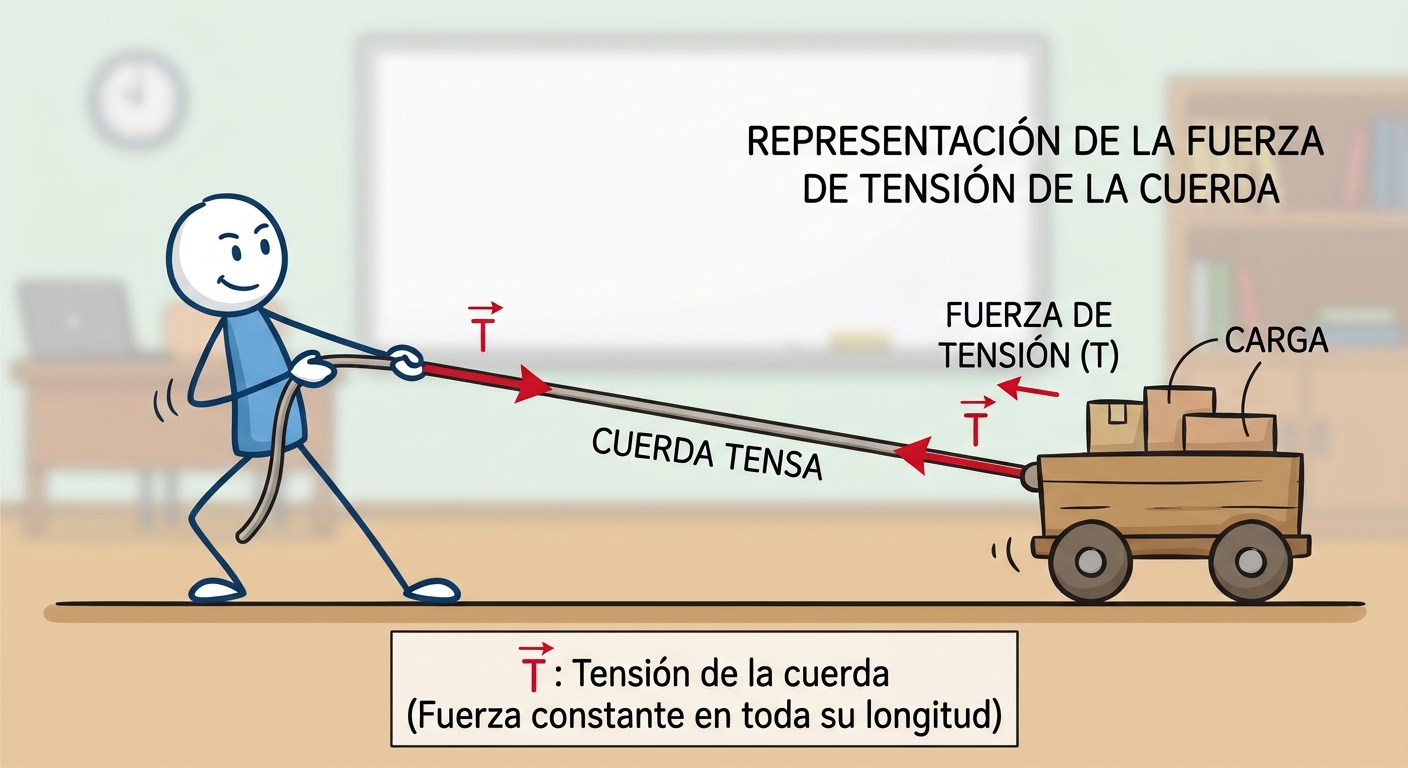 REPRESENTACIÓN DE LA FUERZA
DE TENSIÓN DE LA CUERDA
T
FUERZA DE
TENSIÓN (T)
CARGA
T
CUERDA TENSA
T: Tensión de la cuerda
(Fuerza constante en toda su longitud)